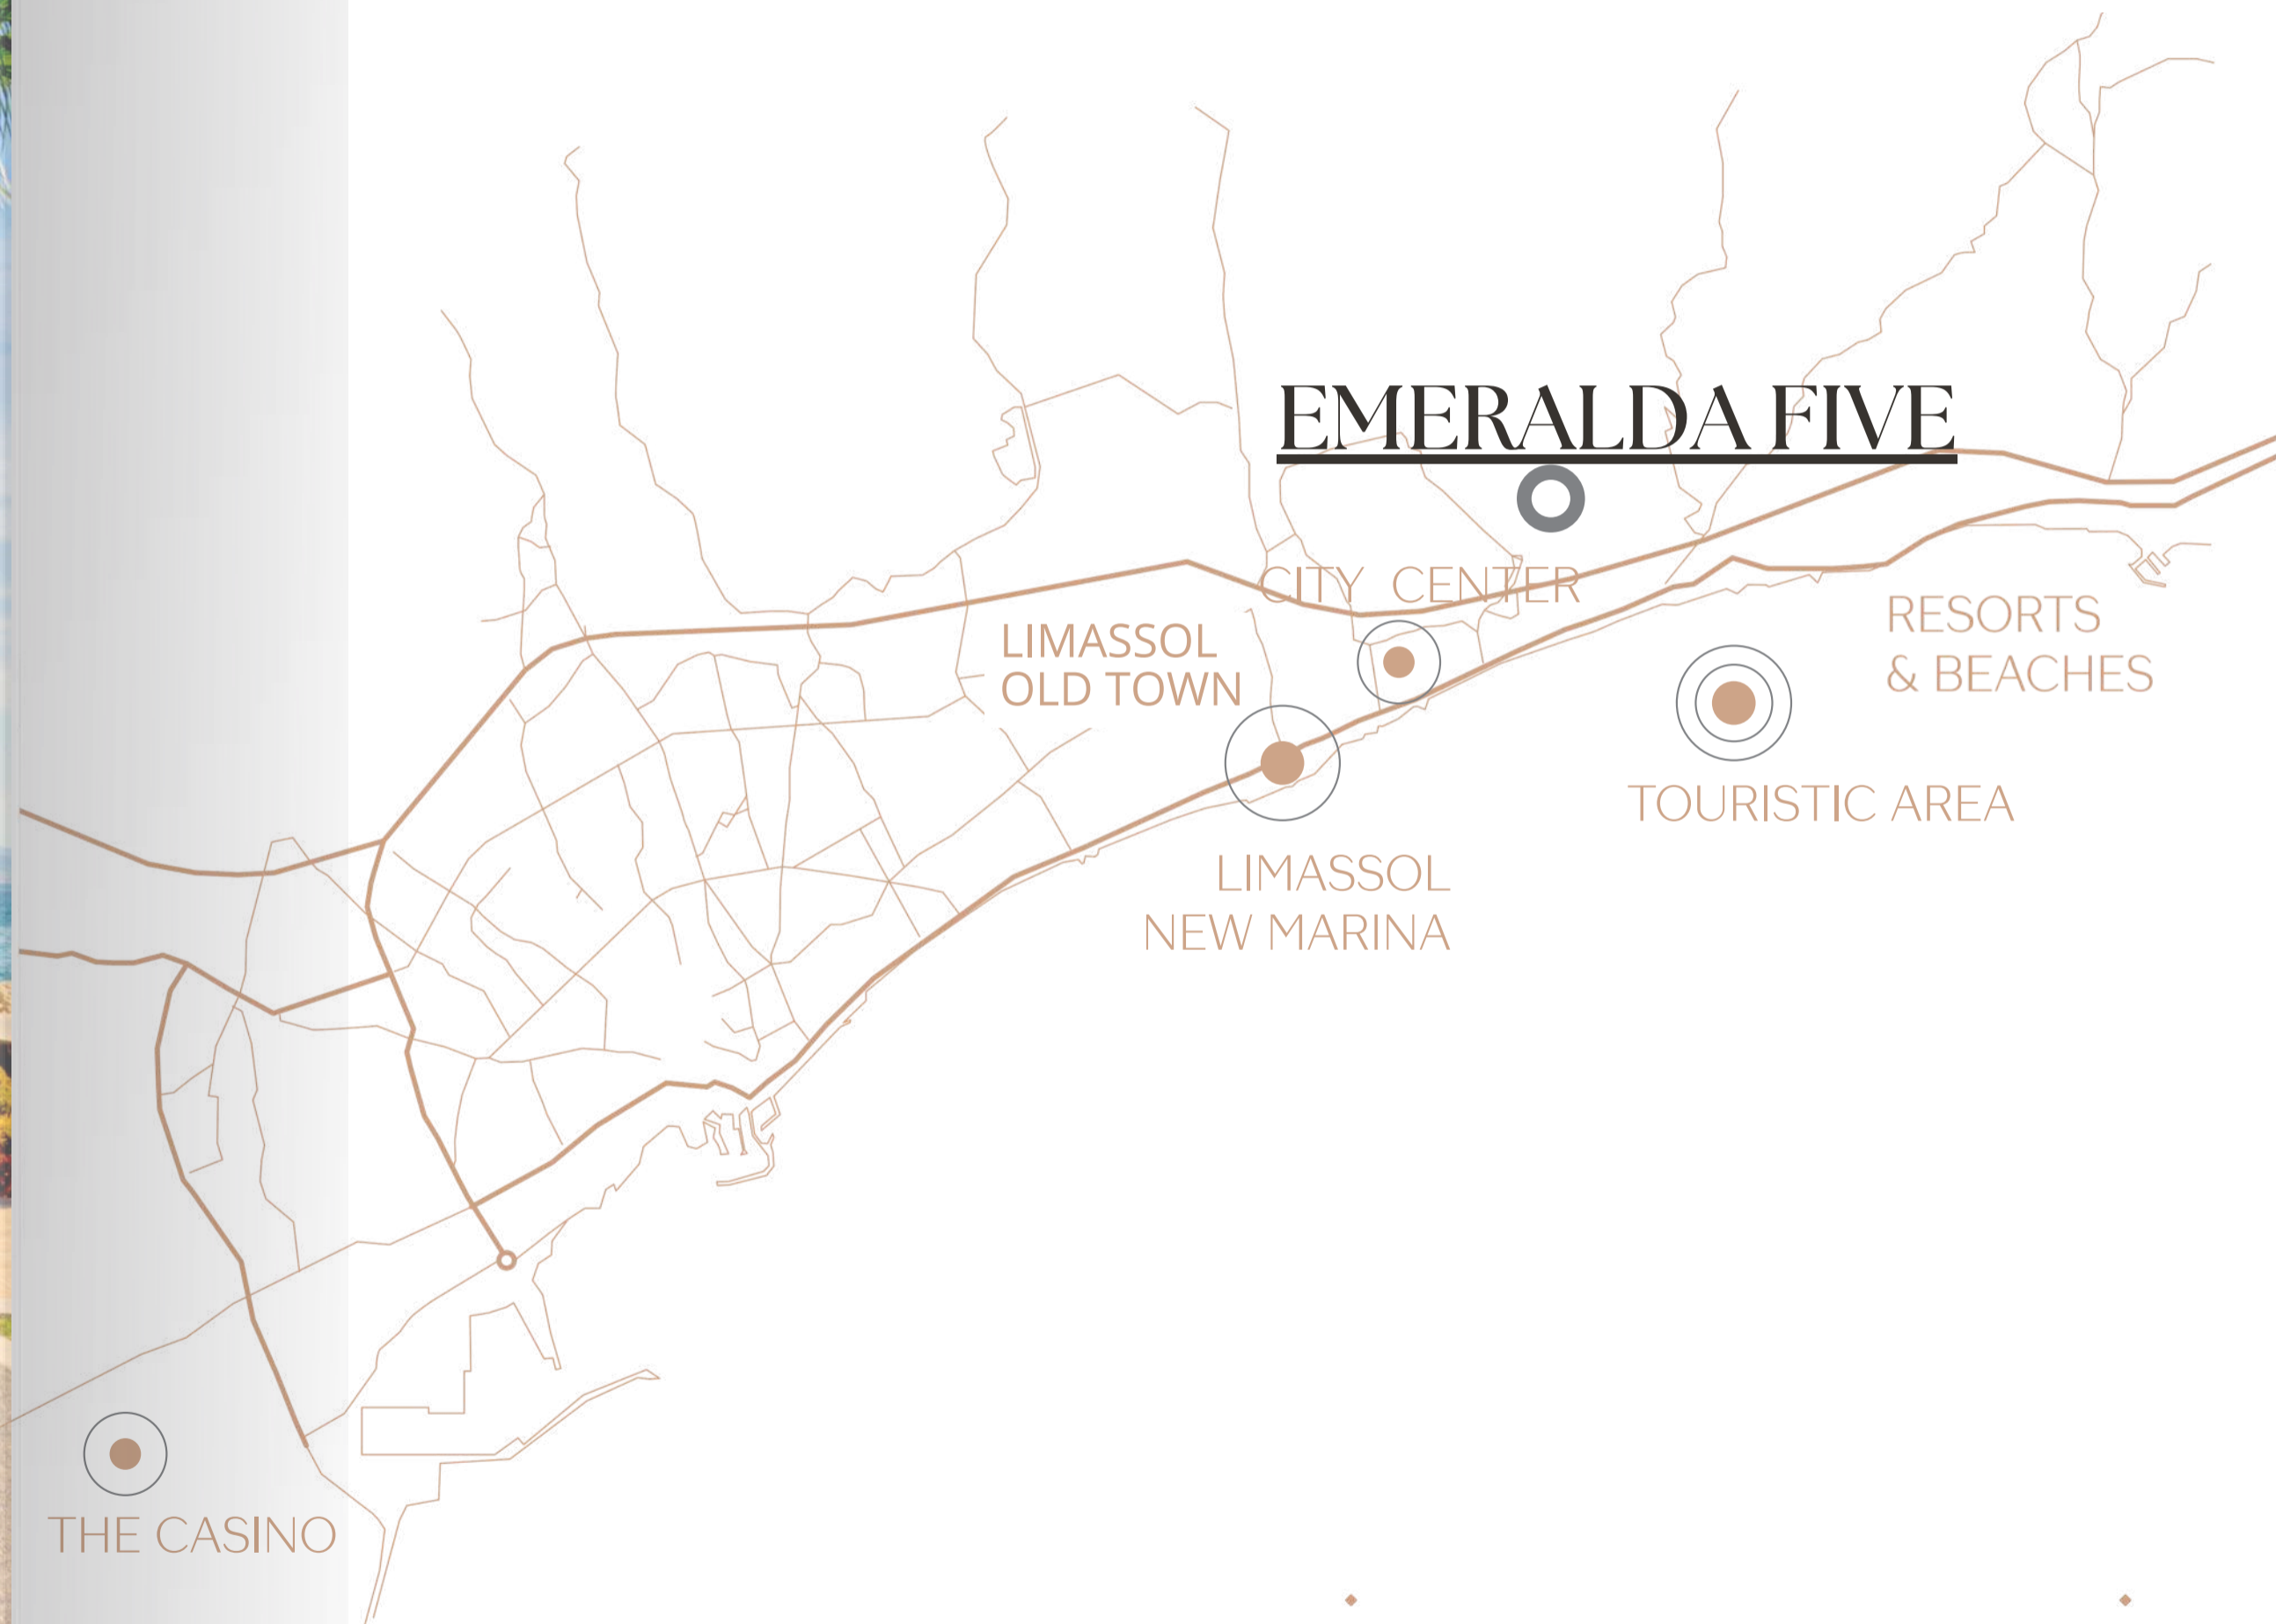 EMERALDA FIVE
CITY CENTER
LIMASSOL
OLD TOWN
RESORTS
& BEACHES
TOURISTIC AREA
LIMASSOL
NEW MARINA
THE CASINO